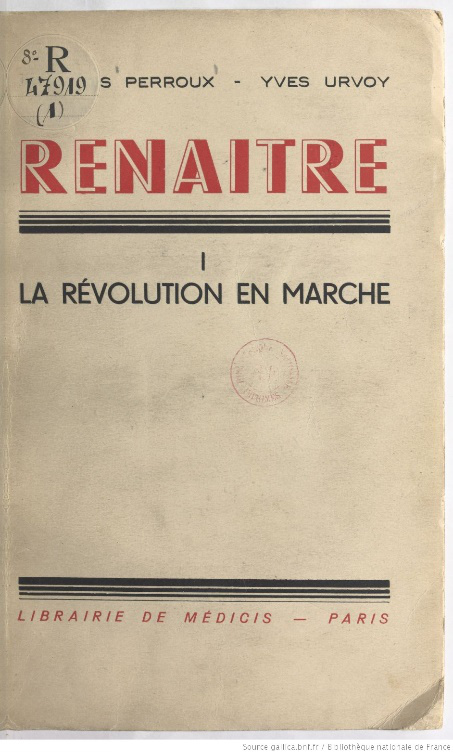 8º R
47919
(1)
S PERROUX - YVES URVOY
RENAITRE
I
LA RÉVOLUTION EN MARCHE
LIBRAIRIE DE MÉDICIS — PARIS
Source gallica.bnf.fr / Bibliothèque nationale de France